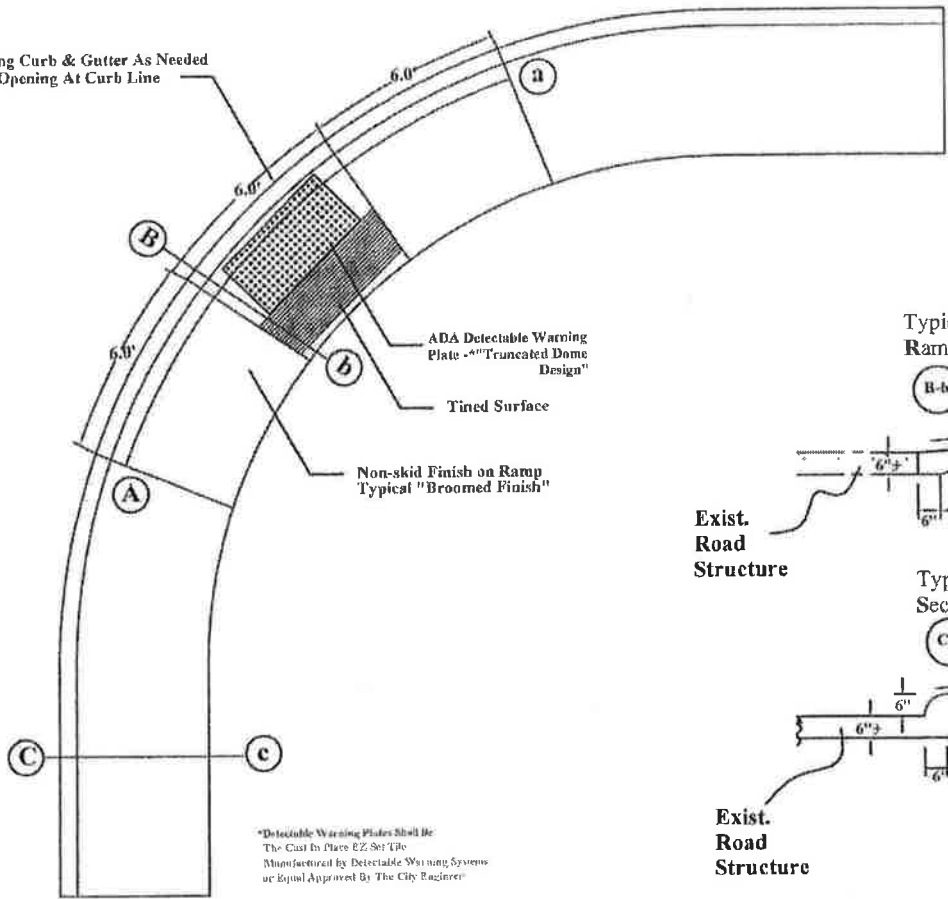 ng Curb & Gutter As Needed
Opening At Curb Line
6.0'
a
6.0'
B
6.0'
b
ADA Detectable Warning
Plate -*"Truncated Dome
Design"
Tined Surface
Non-skid Finish on Ramp
Typical "Broomed Finish"
A
C
c
*Detectable Warning Plates Shall Be
The Cast In Place EZ Set Tile
Manufactured by Detectable Warning Systems
or Equal Approved By The City Engineer
Typic
Ram
B-b
6"±
6"
Exist.
Road
Structure
Typ
Sec
C
6"
6"±
6"
Exist.
Road
Structure